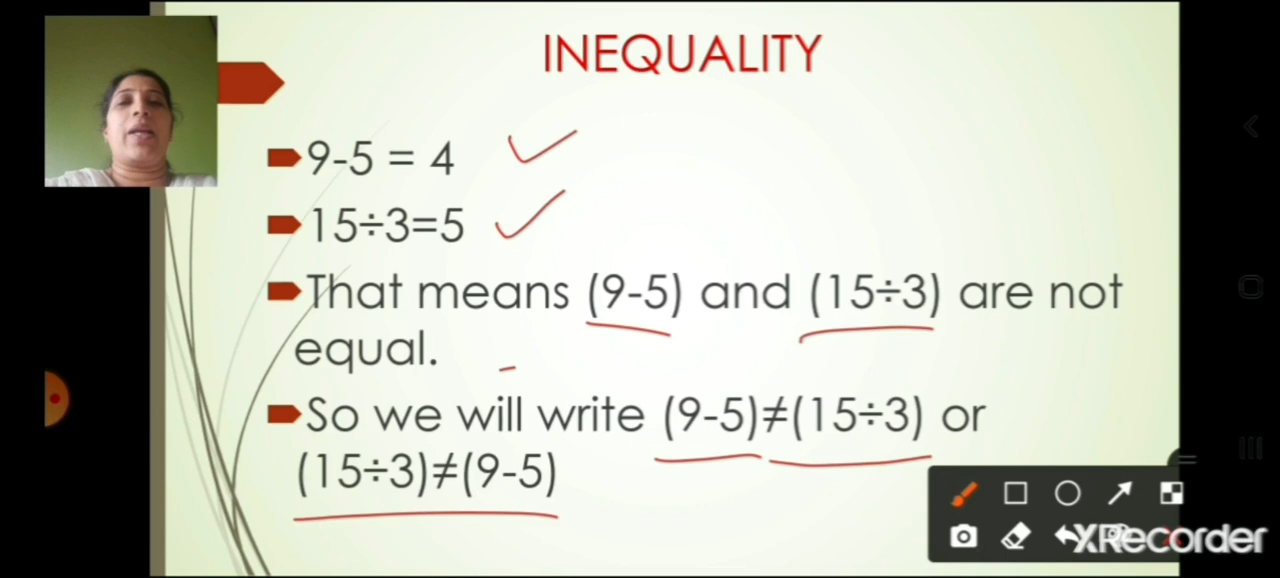 INEQUALITY
9-5 = 4
15÷3=5
That means (9-5) and (15÷3) are not
equal.
So we will write (9-5)≠(15÷3) or
(15÷3)≠(9-5)
XRecorder